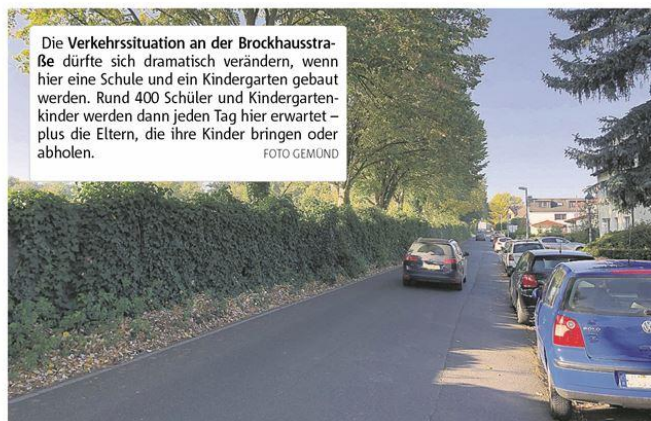 Die Verkehrssituation an der Brockhausstra-
ße dürfte sich dramatisch verändern, wenn
hier eine Schule und ein Kindergarten gebaut
werden. Rund 400 Schüler und Kindergarten-
kinder werden dann jeden Tag hier erwartet –
plus die Eltern, die ihre Kinder bringen oder
abholen. FOTO GEMÜND
POLO